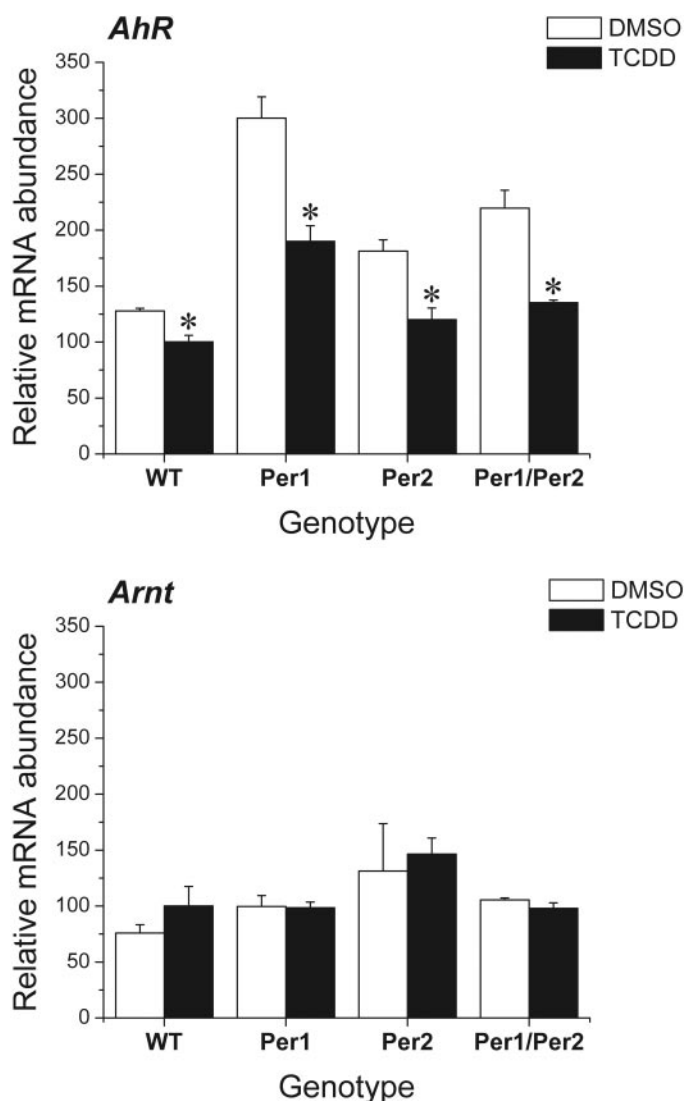 AhR
DMSO
TCDD
Relative mRNA abundance
350
300
250
200
150
100
50
0
*
*
*
*
WT
Per1
Per2
Per1/Per2
Genotype
Arnt
DMSO
TCDD
Relative mRNA abundance
350
300
250
200
150
100
50
0
WT
Per1
Per2
Per1/Per2
Genotype